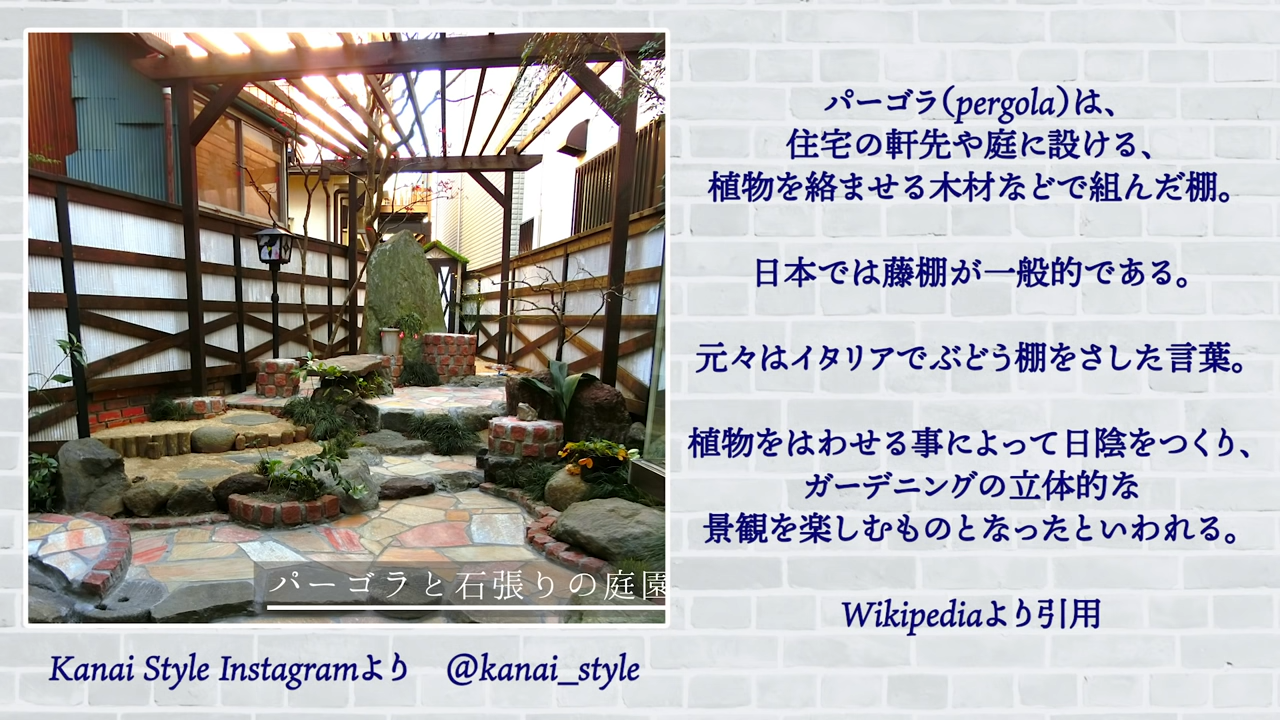 パーゴラ(pergola)は、
住宅の軒先や庭に設ける、
植物を絡ませる木材などで組んだ棚。
日本では藤棚が一般的である。
元々はイタリアでぶどう棚をさした言葉。
植物をはわせる事によって日陰をつくり、
ガーデニングの立体的な
景観を楽しむものとなったといわれる。
Wikipediaより引用
パーゴラと石張りの庭園
Kanai Style Instagramより　@kanai_style